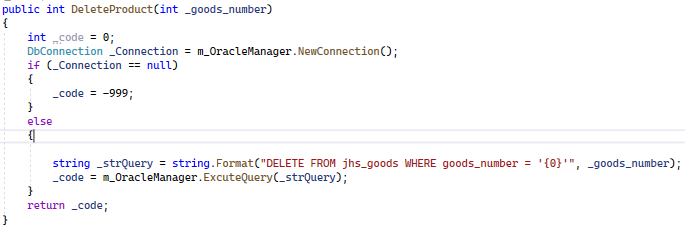 public int DeleteProduct(int _goods_number)
{
    int _code = 0;
    DbConnection _Connection = m_OracleManager.NewConnection();
    if (_Connection == null)
    {
        _code = -999;
    }
    else
    {
        string _strQuery = string.Format("DELETE FROM jhs_goods WHERE goods_number = '{0}'", _goods_number);
        _code = m_OracleManager.ExcuteQuery(_strQuery);
    }
    return _code;
}